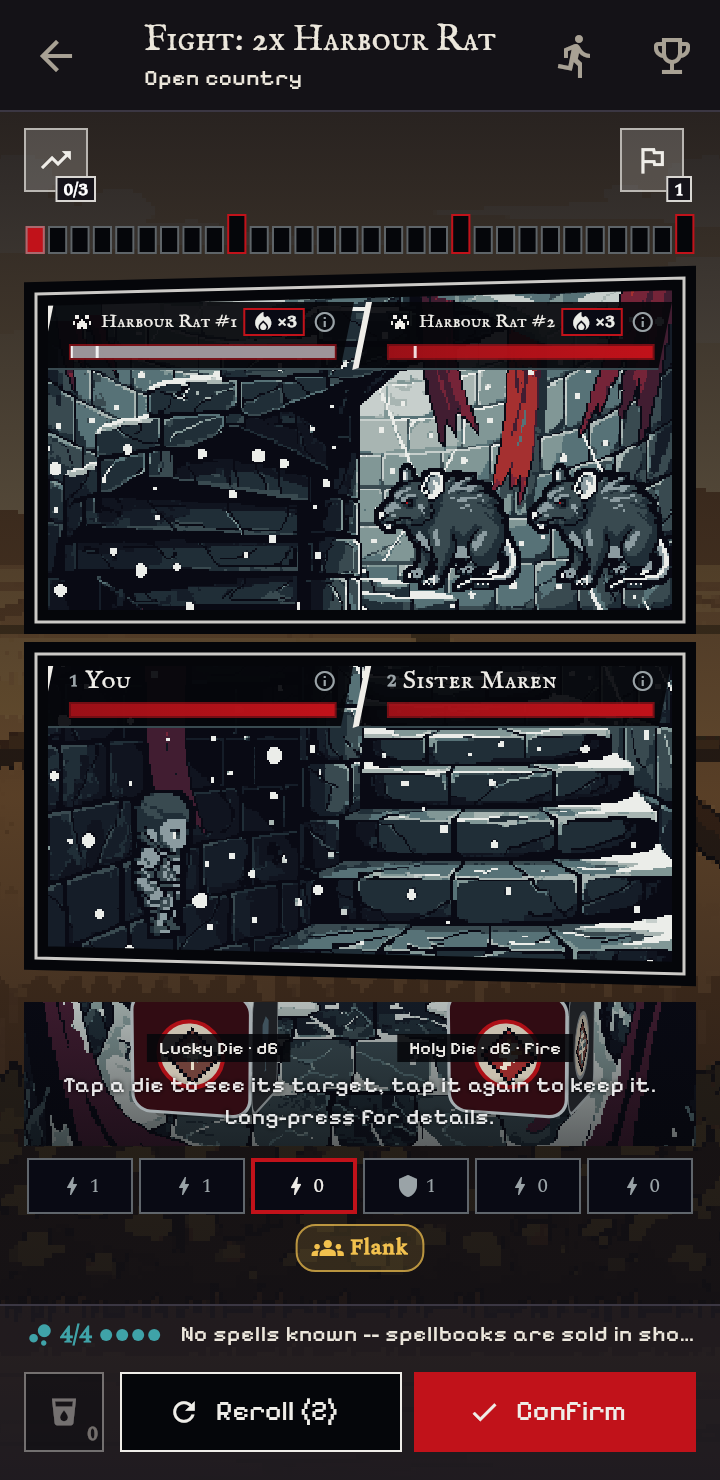 Fight: 2x Harbour Rat
Open country
0/3
1
Harbour Rat #1 ×3
Harbour Rat #2 ×3
1 You
2 Sister Maren
Lucky Die · d6
Holy Die · d6 · Fire
Tap a die to see its target, tap it again to keep it.
Long-press for details.
1
1
0
1
0
0
Flank
4/4
No spells known -- spellbooks are sold in sho...
0
Reroll (2)
Confirm